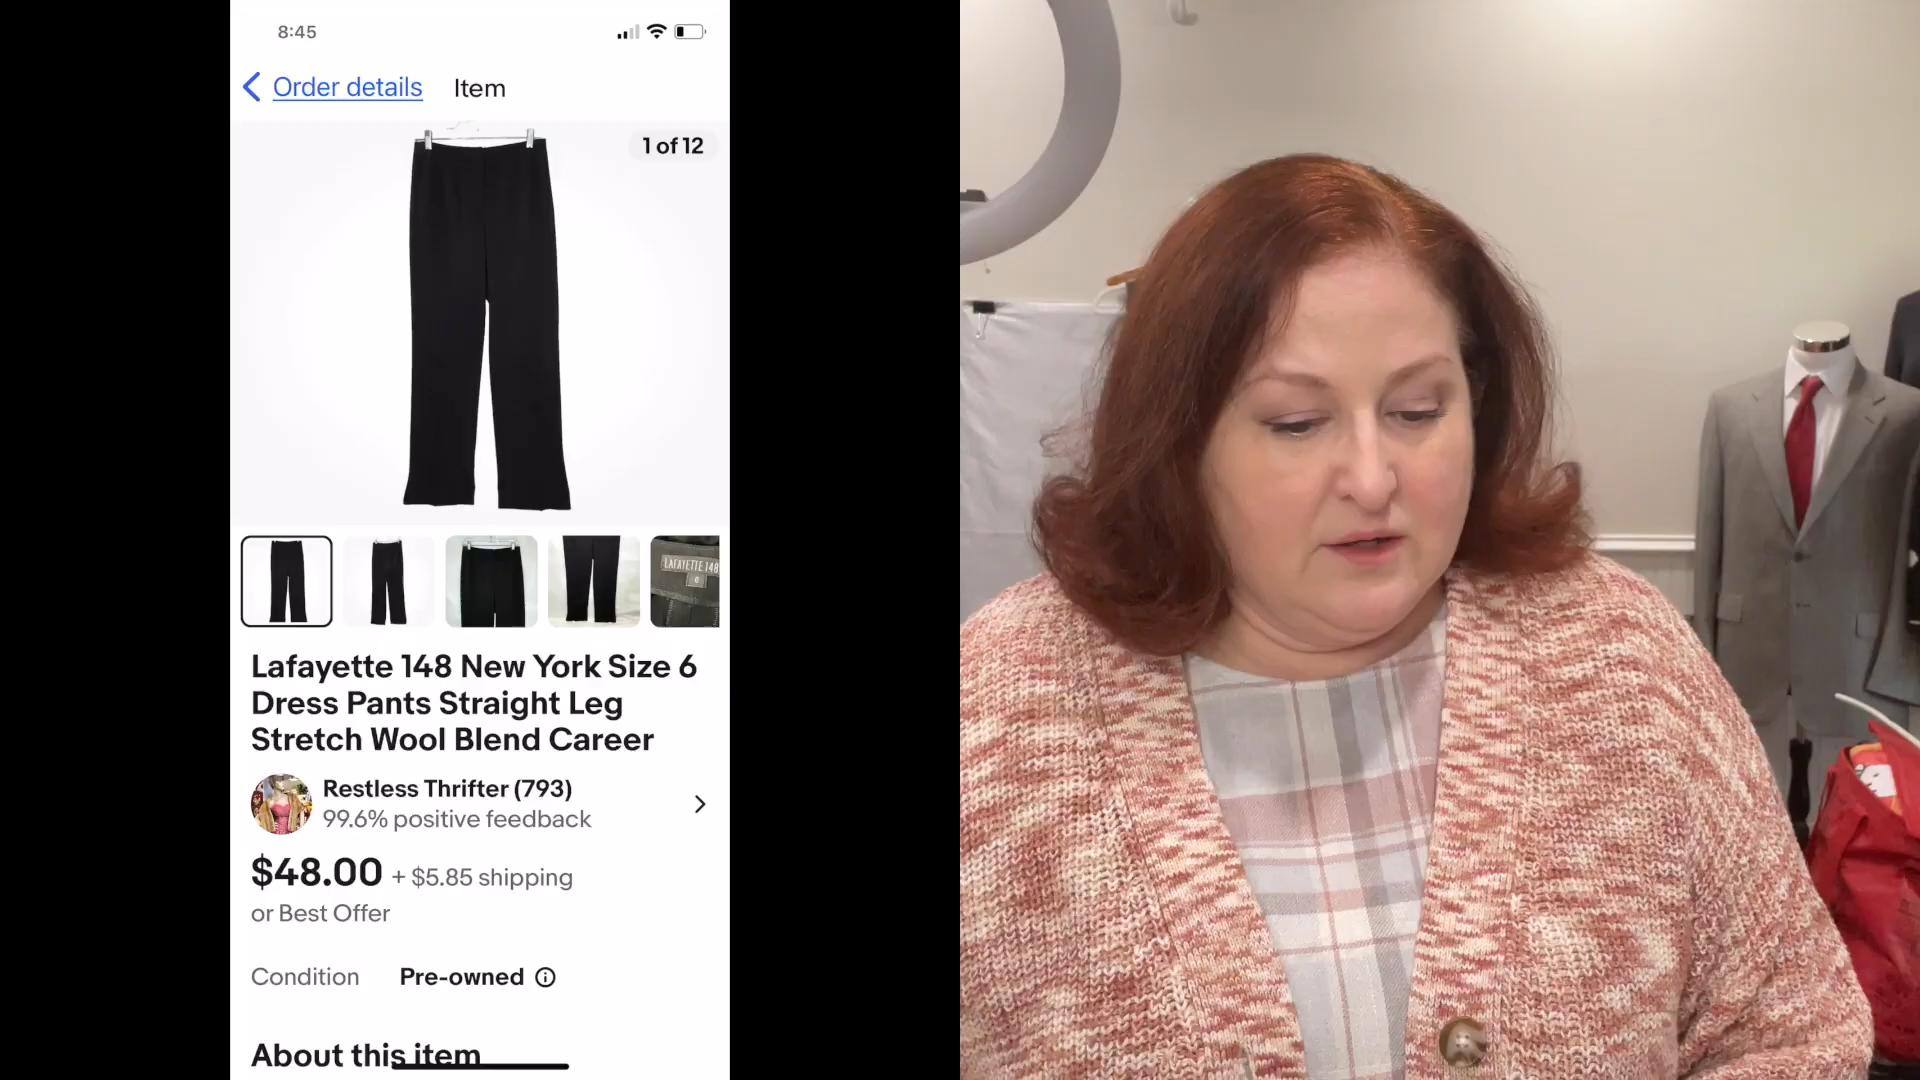 8:45
Order details Item
1 of 12
LAFAYETTE 148
6
Lafayette 148 New York Size 6
Dress Pants Straight Leg
Stretch Wool Blend Career
Restless Thrifter (793)
99.6% positive feedback
$48.00 + $5.85 shipping
or Best Offer
Condition Pre-owned
About this item